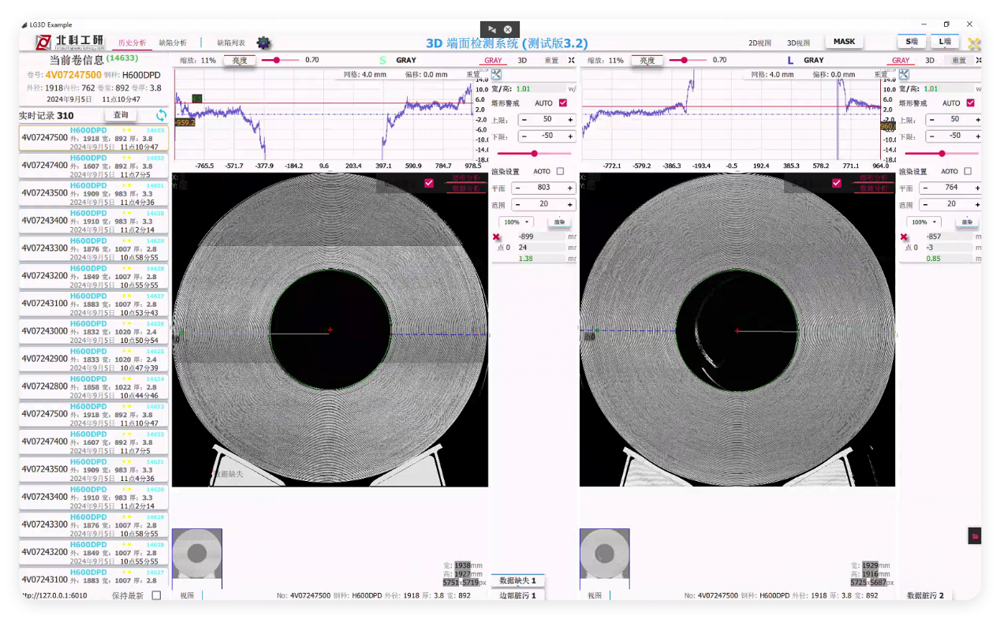 LG3D Example
北科工研 历史分析 缺陷分析 缺陷列表 3D 端面检测系统 (测试版3.2) 2D视图 3D视图 MASK S端 L端
当前卷信息 (14633)
卷号: 4V07247500 钢种: H600DPD
外径: 1918 内径: 762 卷宽: 892 卷厚: 3.8
2024年9月5日 11点10分47
实时记录 310 查询
4V07247500 H600DPD 14633
外: 1918 宽: 892 厚: 3.8
2024年9月5日 11点10分47
4V07247400 H600DPD 14632
外: 1607 宽: 892 厚: 3.8
2024年9月5日 11点7分5
4V07243500 H600DPD 14631
外: 1909 宽: 983 厚: 3.3
2024年9月5日 11点4分36
4V07243400 H600DPD 14630
外: 1910 宽: 983 厚: 3.3
2024年9月5日 11点2分14
4V07243300 H600DPD
外: 1876 宽: 1007 厚: 2.8
2024年9月5日 10点58分55
4V07243200 H600DPD
外: 1849 宽: 1007 厚: 2.8
2024年9月5日 10点55分55
4V07243100 H600DPD 14627
外: 1883 宽: 1007 厚: 2.8
2024年9月5日 10点53分43
4V07243000 H600DPD 14626
外: 1832 宽: 1020 厚: 2.4
2024年9月5日 10点50分54
4V07242900 H600DPD 14625
外: 1833 宽: 1020 厚: 2.4
2024年9月5日 10点47分39
4V07242800 H600DPD 14624
外: 1858 宽: 1022 厚: 2.8
2024年9月5日 10点44分46
4V07247500 H600DPD 14633
外: 1918 宽: 892 厚: 3.8
2024年9月5日 11点10分47
4V07247400 H600DPD 14632
外: 1607 宽: 892 厚: 3.8
2024年9月5日 11点7分5
4V07243500 H600DPD 14631
外: 1909 宽: 983 厚: 3.3
2024年9月5日 11点4分36
4V07243400 H600DPD 14630
外: 1910 宽: 983 厚: 3.3
2024年9月5日 11点2分14
4V07243300 H600DPD 14629
外: 1876 宽: 1007 厚: 2.8
2024年9月5日 10点58分55
4V07243200 H600DPD 14628
外: 1849 宽: 1007 厚: 2.8
2024年9月5日 10点55分55
4V07243100 H600DPD 14627
外: 1883 宽: 1007 厚: 2.8
ttp://127.0.0.1:6010 保持最新
缩放: 11% 亮度 0.70 S GRAY GRAY 3D 重置
网格: 4.0 mm 偏移: 0.0 mm 重置
14.0
10.0
6.0
2.0
-2.0
-6.0
-10.0
-14.0
-959.2
-765.5 -571.7 -377.9 -184.2 9.6 203.4 397.1 590.9 784.7 978.5
X:
Y:
塔形分析
数据缺失
宽: 1938mm
高: 1927mm
5751x5719px
视图 No: 4V07247500 钢种: H600DPD 外径: 1918 厚: 3.8 宽: 892
宽/高: 1.01 w/
塔形警戒 AUTO
上限: − 50 +
下限: − -50 +
渲染设置 AOTO
平面 − 803 +
范围 − 20 +
100% 渲染
-899 mm
点 0 24 mm
1.38 mm
数据缺失 1
边部脏污 1
缩放: 11% 亮度 0.70 L GRAY GRAY 3D 重置
网格: 4.0 mm 偏移: 0.0 mm 重置
14.0
10.0
6.0
2.0
-2.0
-6.0
-10.0
-14.0
960.
-772.1 -579.2 -386.3 -193.4 -0.5 192.4 385.3 578.2 771.1 964.0
X:
Y:
塔形分析
宽: 1929mm
高: 1916mm
5725x5687px
视图 No: 4V07247500 钢种: H600DPD 外径: 1918 厚: 3.8 宽: 892
宽/高: 1.01 w
塔形警戒 AUTO
上限: − 50 +
下限: − -50 +
渲染设置 AOTO
平面 − 764 +
范围 − 20 +
100% 渲染
-857 m
点 0 -3 m
0.85 m
数据脏污 2